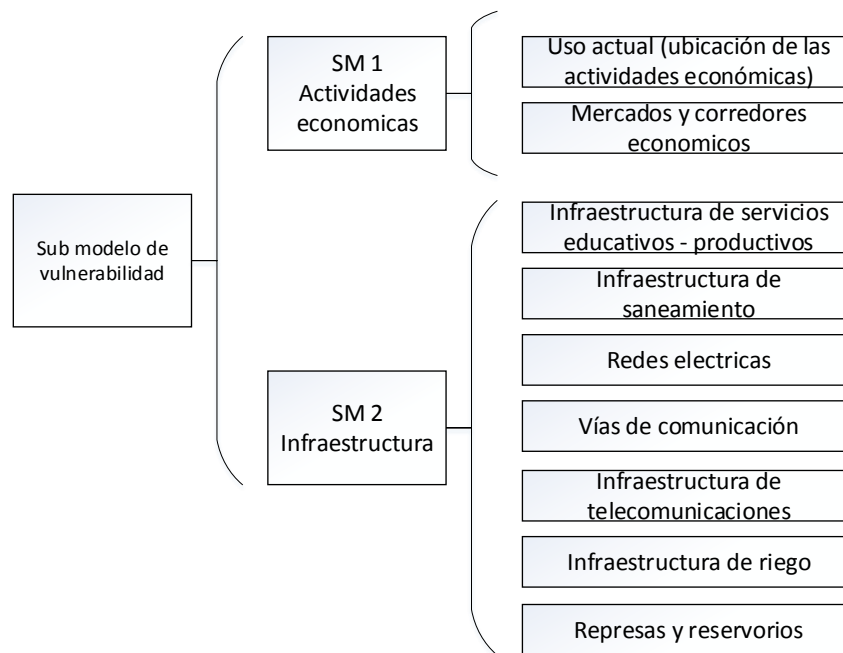 Sub modelo de
vulnerabilidad
SM 1
Actividades
economicas
Uso actual (ubicación de las
actividades económicas)
Mercados y corredores
economicos
SM 2
Infraestructura
Infraestructura de servicios
educativos - productivos
Infraestructura de
saneamiento
Redes electricas
Vías de comunicación
Infraestructura de
telecomunicaciones
Infraestructura de riego
Represas y reservorios